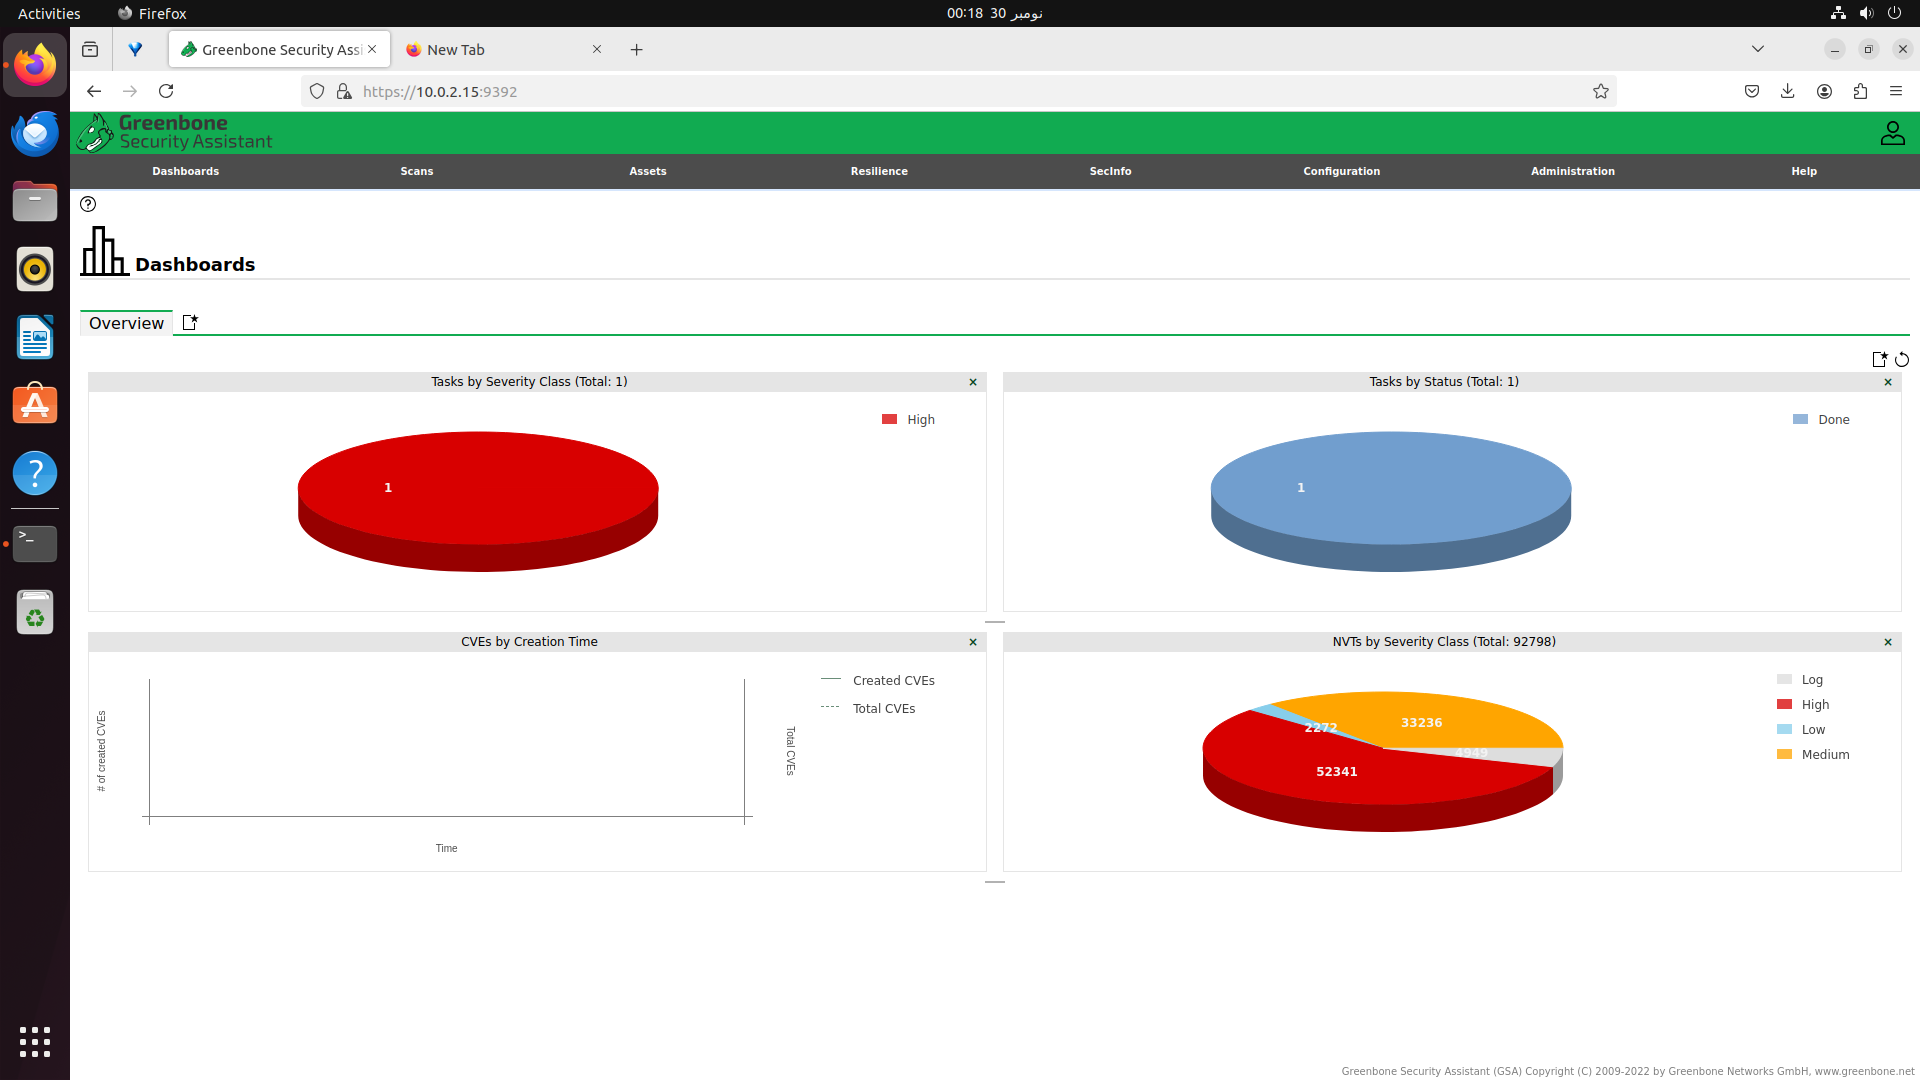 Activities
Firefox
نومبر 30 00:18
Greenbone Security Assi
New Tab
https://10.0.2.15:9392
Greenbone
Security Assistant
Dashboards Scans Assets Resilience SecInfo Configuration Administration Help
Dashboards
Overview
Tasks by Severity Class (Total: 1)
High
1
Tasks by Status (Total: 1)
Done
1
CVEs by Creation Time
Created CVEs
Total CVEs
# of created CVEs
Total CVEs
Time
NVTs by Severity Class (Total: 92798)
Log
High
Low
Medium
33236
2272
4949
52341
Greenbone Security Assistant (GSA) Copyright (C) 2009-2022 by Greenbone Networks GmbH, www.greenbone.net